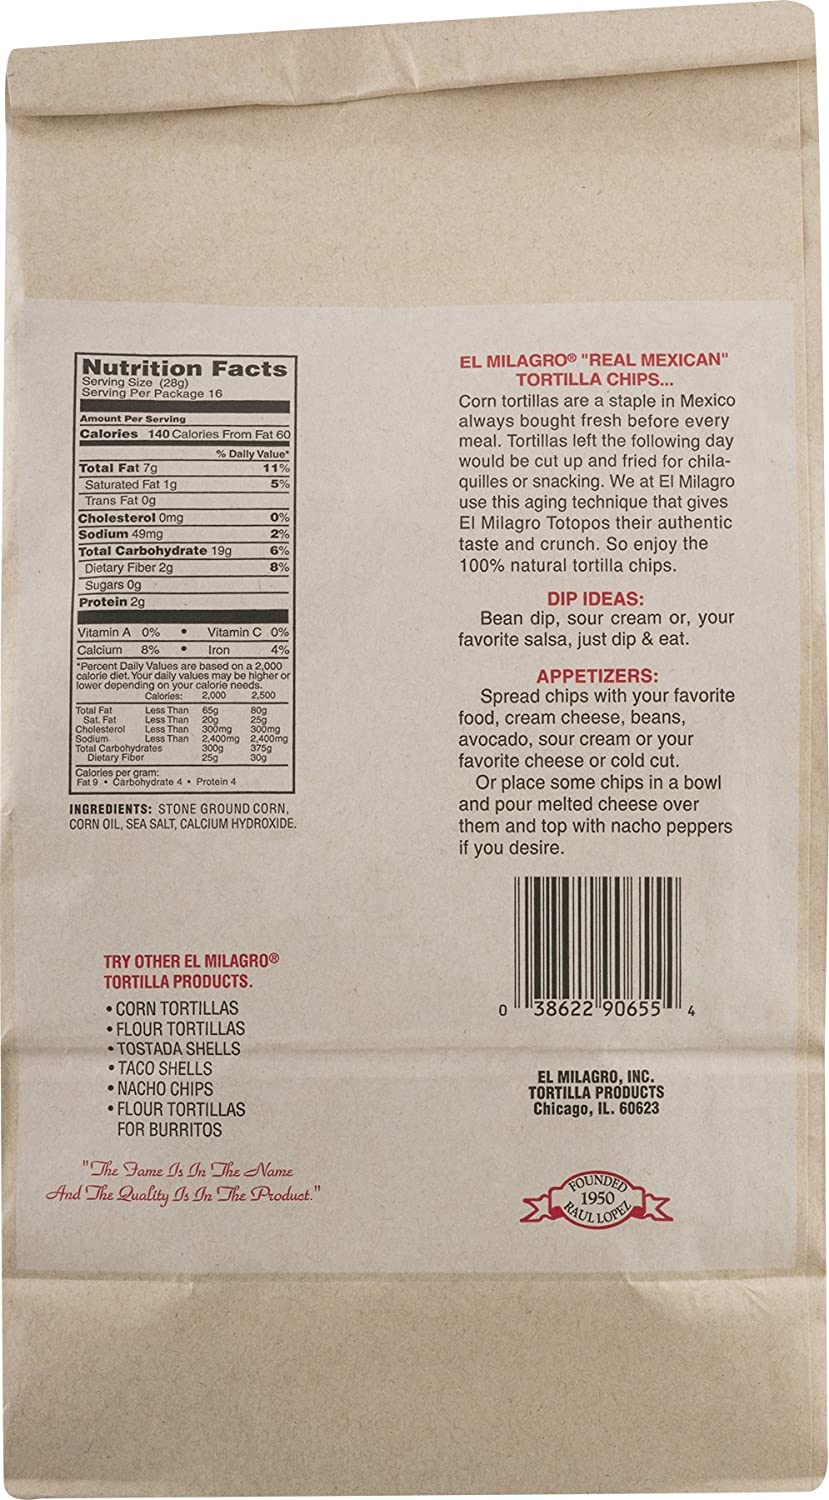 Nutrition Facts
Serving Size (28g)
Serving Per Package 16
Amount Per Serving
Calories 140 Calories From Fat 60
% Daily Value*
Total Fat 7g 11%
Saturated Fat 1g 5%
Trans Fat 0g
Cholesterol 0mg 0%
Sodium 49mg 2%
Total Carbohydrate 19g 6%
Dietary Fiber 2g 8%
Sugars 0g
Protein 2g
Vitamin A 0% • Vitamin C 0%
Calcium 8% • Iron 4%
*Percent Daily Values are based on a 2,000
calorie diet. Your daily values may be higher or
lower depending on your calorie needs.
Calories: 2,000 2,500
Total Fat Less Than 65g 80g
Sat. Fat Less Than 20g 25g
Cholesterol Less Than 300mg 300mg
Sodium Less Than 2,400mg 2,400mg
Total Carbohydrates 300g 375g
Dietary Fiber 25g 30g
Calories per gram:
Fat 9 • Carbohydrate 4 • Protein 4
INGREDIENTS: STONE GROUND CORN,
CORN OIL, SEA SALT, CALCIUM HYDROXIDE.
TRY OTHER EL MILAGRO®
TORTILLA PRODUCTS.
• CORN TORTILLAS
• FLOUR TORTILLAS
• TOSTADA SHELLS
• TACO SHELLS
• NACHO CHIPS
• FLOUR TORTILLAS
FOR BURRITOS
"The Fame Is In The Name
And The Quality Is In The Product."
EL MILAGRO® "REAL MEXICAN"
TORTILLA CHIPS...
Corn tortillas are a staple in Mexico
always bought fresh before every
meal. Tortillas left the following day
would be cut up and fried for chila-
quilles or snacking. We at El Milagro
use this aging technique that gives
El Milagro Totopos their authentic
taste and crunch. So enjoy the
100% natural tortilla chips.
DIP IDEAS:
Bean dip, sour cream or, your
favorite salsa, just dip & eat.
APPETIZERS:
Spread chips with your favorite
food, cream cheese, beans,
avocado, sour cream or your
favorite cheese or cold cut.
Or place some chips in a bowl
and pour melted cheese over
them and top with nacho peppers
if you desire.
0 38622 90655 4
EL MILAGRO, INC.
TORTILLA PRODUCTS
Chicago, IL. 60623
FOUNDED
1950
RAUL LOPEZ